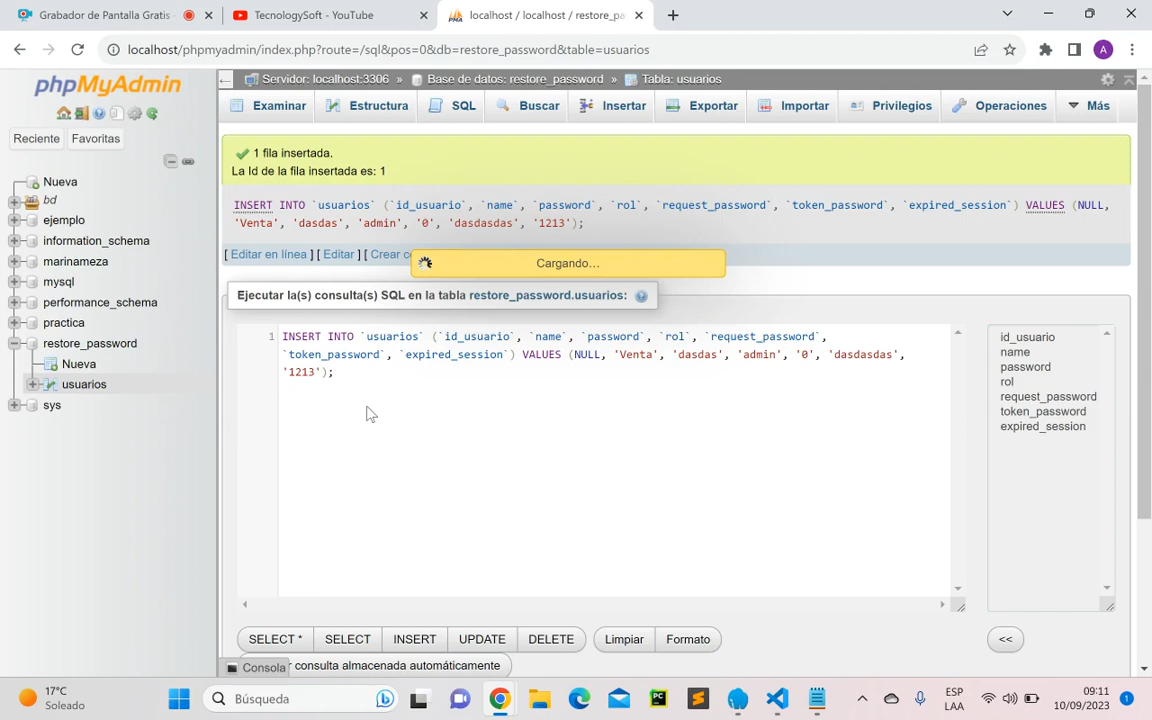 Grabador de Pantalla Gratis -
TecnologySoft - YouTube
localhost / localhost / restore_pa
localhost/phpmyadmin/index.php?route=/sql&pos=0&db=restore_password&table=usuarios
A
phpMyAdmin
Reciente
Favoritas
Nueva
bd
ejemplo
information_schema
marinameza
mysql
performance_schema
practica
restore_password
Nueva
usuarios
sys
Servidor: localhost:3306 » Base de datos: restore_password » Tabla: usuarios
Examinar
Estructura
SQL
Buscar
Insertar
Exportar
Importar
Privilegios
Operaciones
Más
1 fila insertada.
La Id de la fila insertada es: 1
INSERT INTO `usuarios` (`id_usuario`, `name`, `password`, `rol`, `request_password`, `token_password`, `expired_session`) VALUES (NULL,
'Venta', 'dasdas', 'admin', '0', 'dasdasdas', '1213');
[ Editar en línea ] [ Editar ] [ Crear có
Cargando…
Ejecutar la(s) consulta(s) SQL en la tabla restore_password.usuarios:
1
INSERT INTO `usuarios` (`id_usuario`, `name`, `password`, `rol`, `request_password`,
`token_password`, `expired_session`) VALUES (NULL, 'Venta', 'dasdas', 'admin', '0', 'dasdasdas',
'1213');
id_usuario
name
password
rol
request_password
token_password
expired_session
SELECT *
SELECT
INSERT
UPDATE
DELETE
Limpiar
Formato
<<
Consola
r consulta almacenada automáticamente
17°C
Soleado
Búsqueda
ESP
LAA
09:11
10/09/2023
1